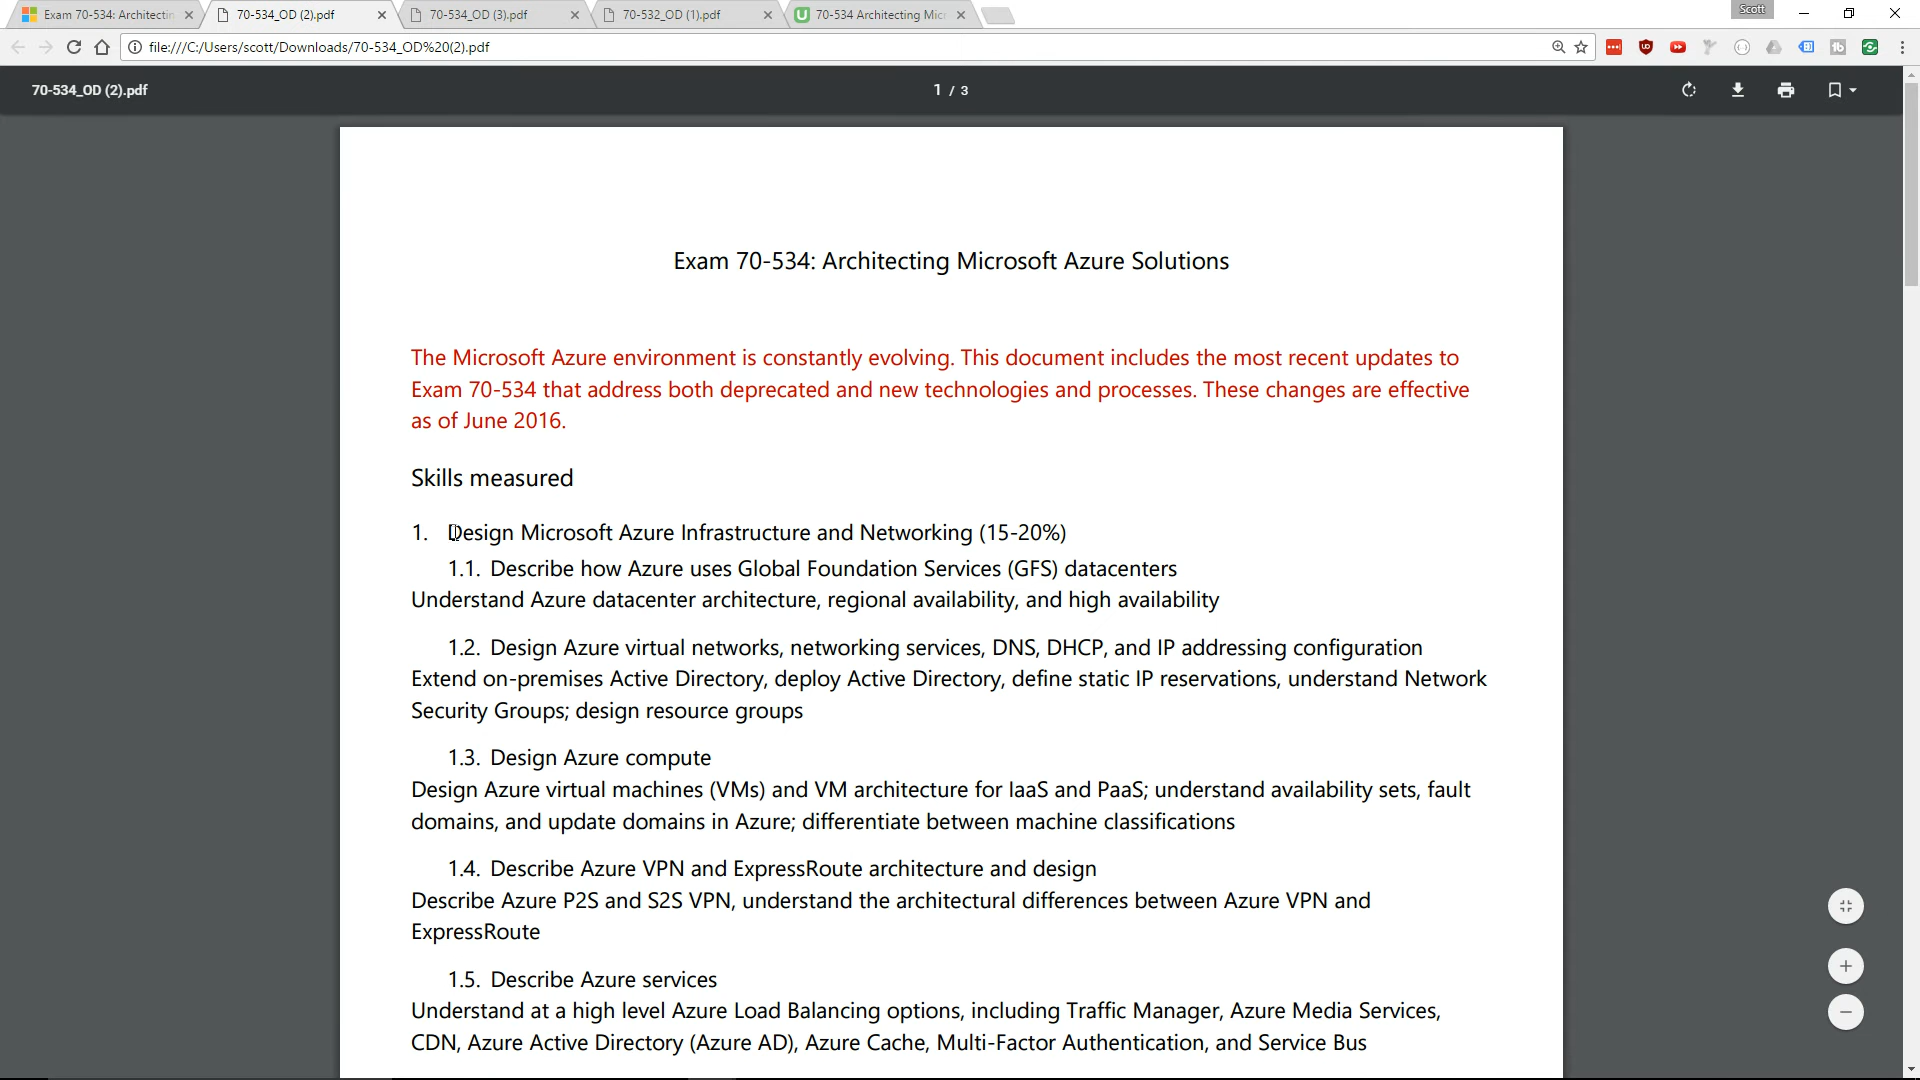 Exam 70-534: Architectin
70-534_OD (2).pdf
70-534_OD (3).pdf
70-532_OD (1).pdf
70-534 Architecting Micr
Scott
file:///C:/Users/scott/Downloads/70-534_OD%20(2).pdf
70-534_OD (2).pdf
1 / 3
Exam 70-534: Architecting Microsoft Azure Solutions
The Microsoft Azure environment is constantly evolving. This document includes the most recent updates to
Exam 70-534 that address both deprecated and new technologies and processes. These changes are effective
as of June 2016.
Skills measured
1. Design Microsoft Azure Infrastructure and Networking (15-20%)
1.1. Describe how Azure uses Global Foundation Services (GFS) datacenters
Understand Azure datacenter architecture, regional availability, and high availability
1.2. Design Azure virtual networks, networking services, DNS, DHCP, and IP addressing configuration
Extend on-premises Active Directory, deploy Active Directory, define static IP reservations, understand Network
Security Groups; design resource groups
1.3. Design Azure compute
Design Azure virtual machines (VMs) and VM architecture for IaaS and PaaS; understand availability sets, fault
domains, and update domains in Azure; differentiate between machine classifications
1.4. Describe Azure VPN and ExpressRoute architecture and design
Describe Azure P2S and S2S VPN, understand the architectural differences between Azure VPN and
ExpressRoute
1.5. Describe Azure services
Understand at a high level Azure Load Balancing options, including Traffic Manager, Azure Media Services,
CDN, Azure Active Directory (Azure AD), Azure Cache, Multi-Factor Authentication, and Service Bus